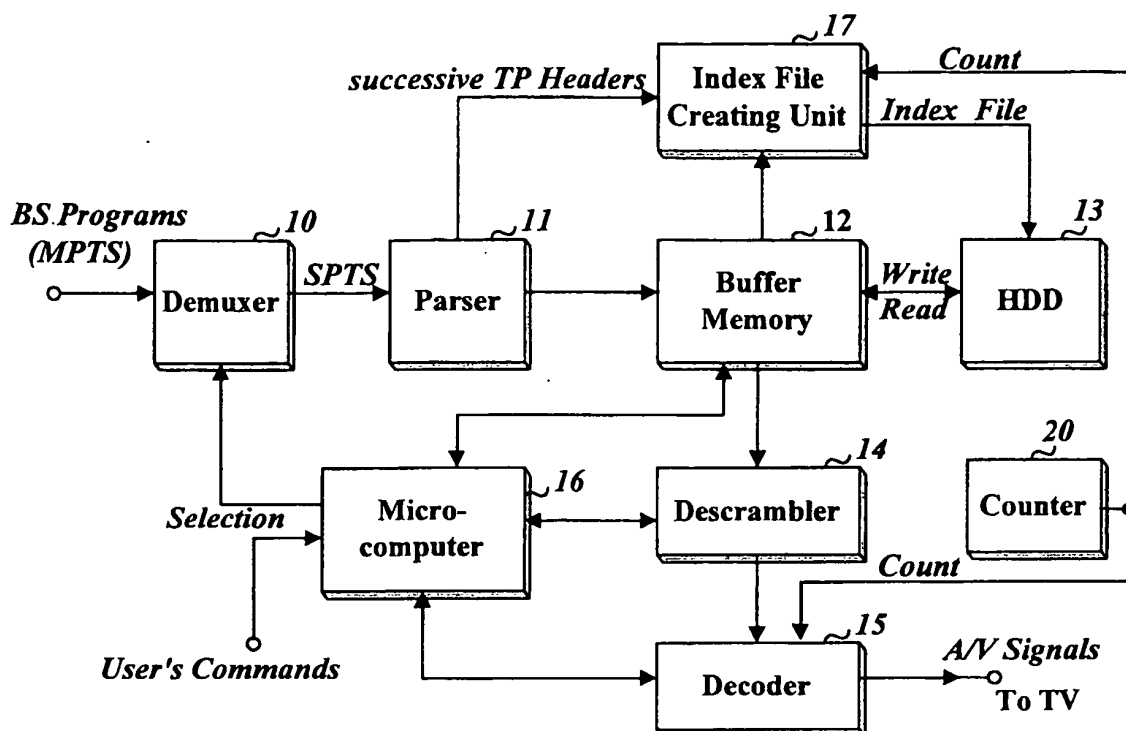 17
Index File
Creating Unit
Count
successive TP Headers
Index File
BS.Programs
(MPTS)
10
Demuxer
SPTS
11
Parser
12
Buffer
Memory
Write
Read
13
HDD
Selection
16
Micro-
computer
14
Descrambler
20
Counter
Count
User's Commands
15
Decoder
A/V Signals
To TV